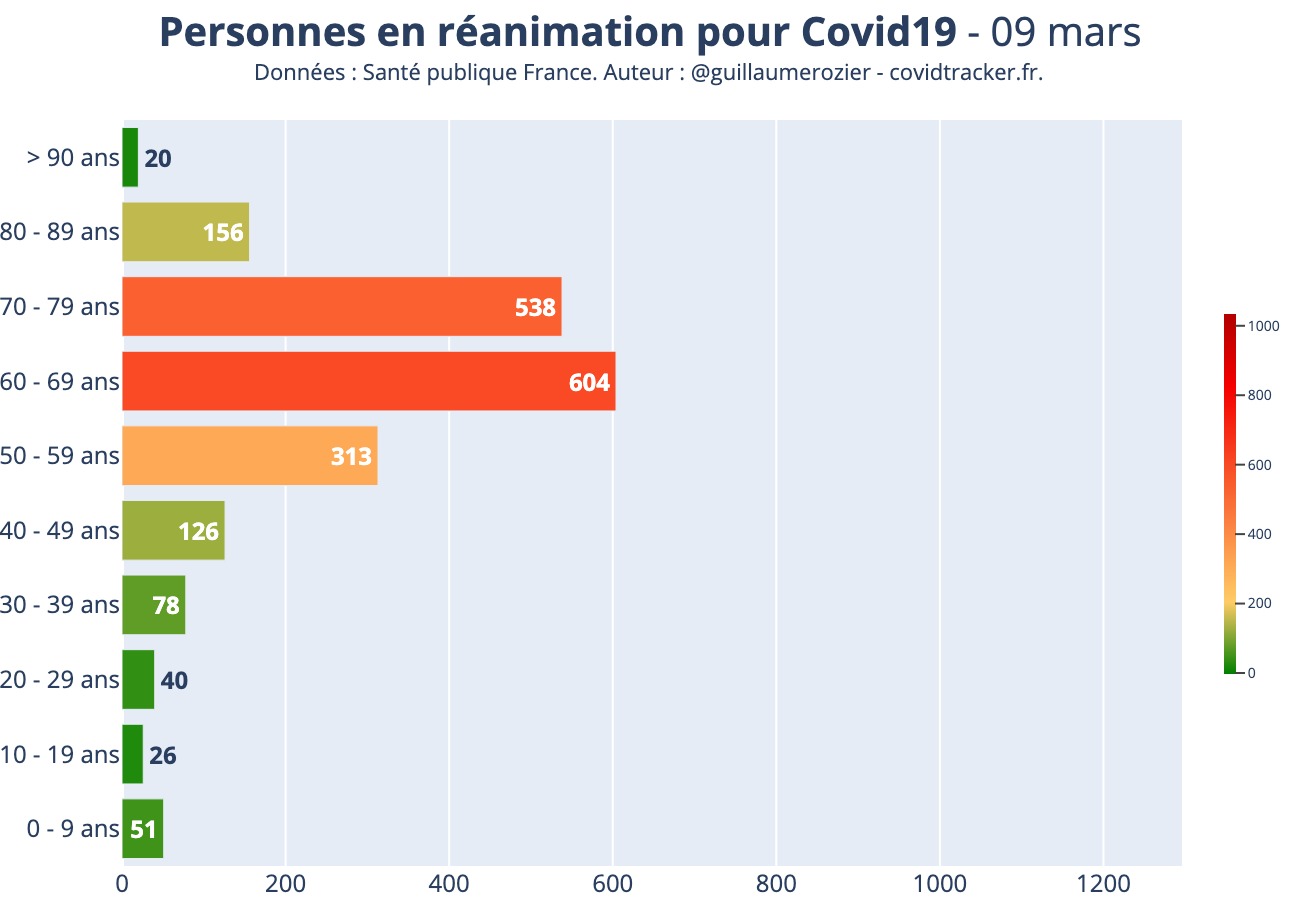 Personnes en réanimation pour Covid19 - 09 mars
Données : Santé publique France. Auteur : @guillaumerozier - covidtracker.fr.
> 90 ans 20
80 - 89 ans 156
70 - 79 ans 538
60 - 69 ans 604
50 - 59 ans 313
40 - 49 ans 126
30 - 39 ans 78
20 - 29 ans 40
10 - 19 ans 26
0 - 9 ans 51
0 200 400 600 800 1000 1200
1000
800
600
400
200
0